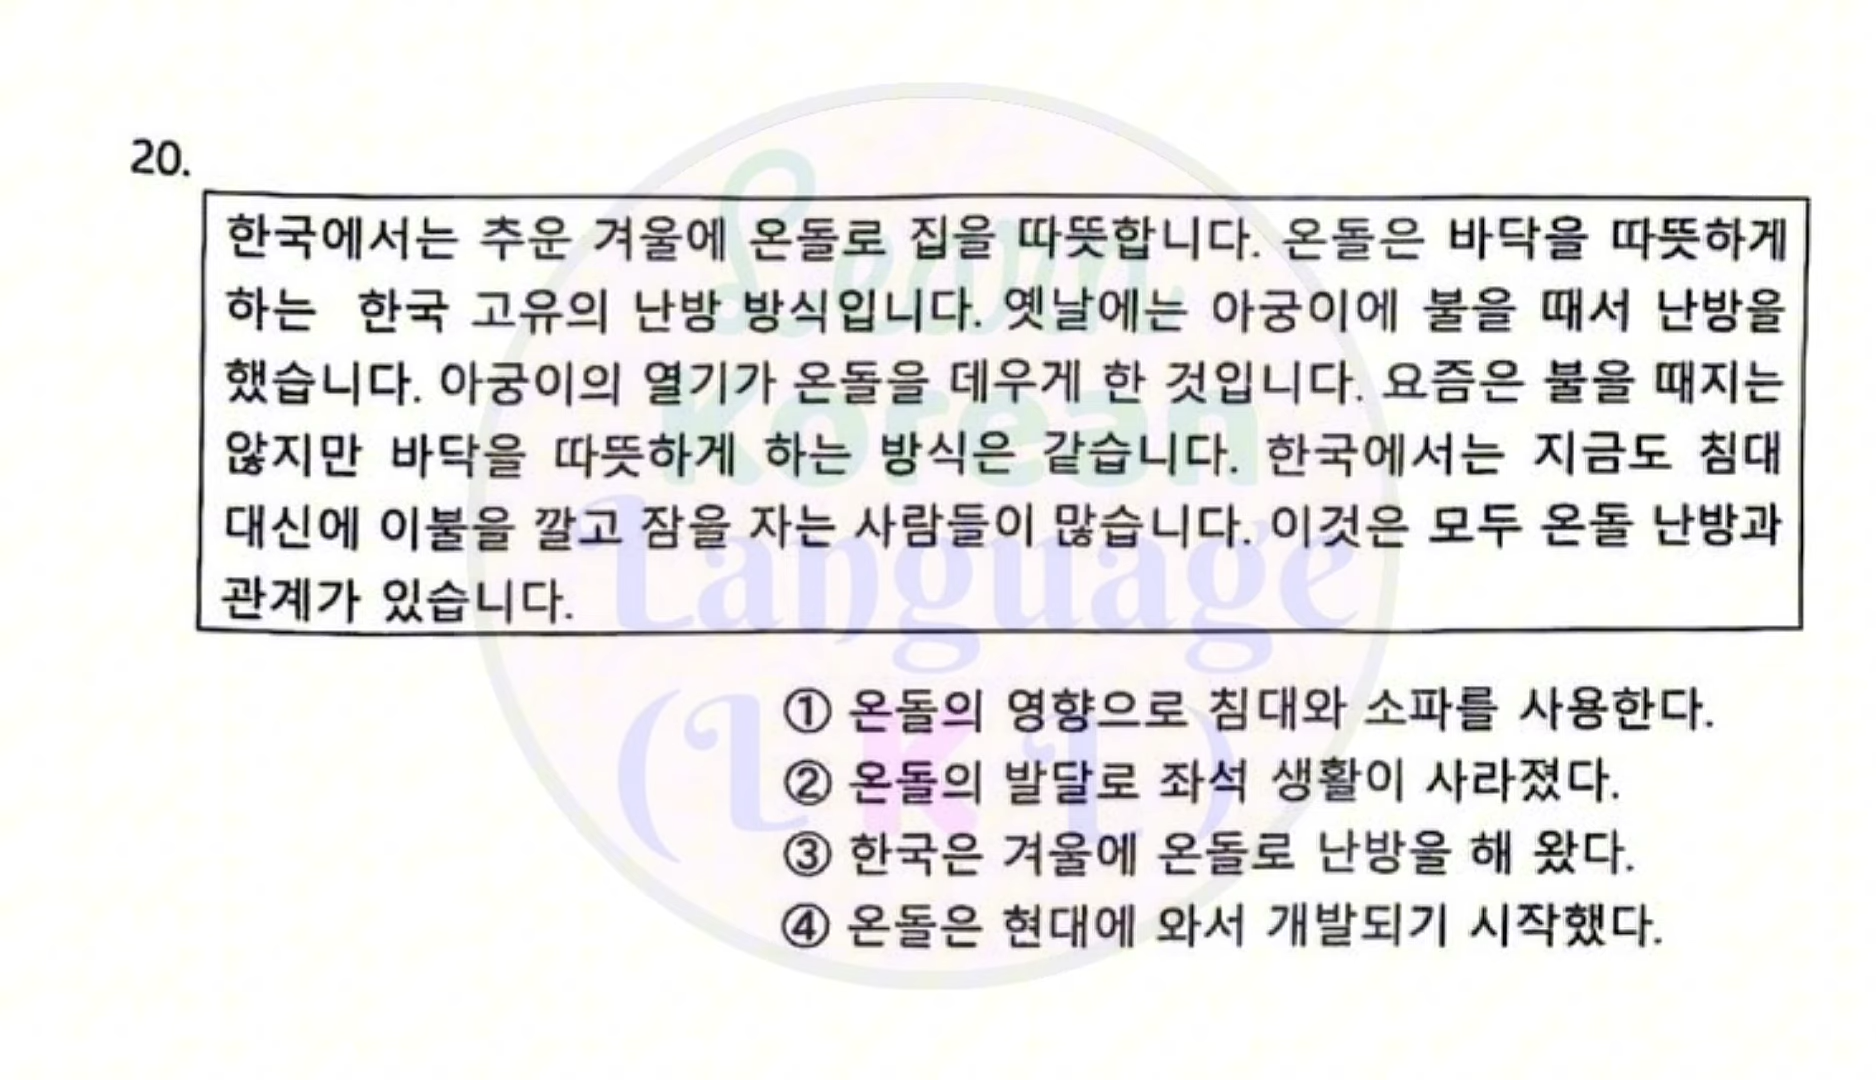 20.
한국에서는 추운 겨울에 온돌로 집을 따뜻합니다. 온돌은 바닥을 따뜻하게
하는 한국 고유의 난방 방식입니다. 옛날에는 아궁이에 불을 때서 난방을
했습니다. 아궁이의 열기가 온돌을 데우게 한 것입니다. 요즘은 불을 때지는
않지만 바닥을 따뜻하게 하는 방식은 같습니다. 한국에서는 지금도 침대
대신에 이불을 깔고 잠을 자는 사람들이 많습니다. 이것은 모두 온돌 난방과
관계가 있습니다.
① 온돌의 영향으로 침대와 소파를 사용한다.
② 온돌의 발달로 좌석 생활이 사라졌다.
③ 한국은 겨울에 온돌로 난방을 해 왔다.
④ 온돌은 현대에 와서 개발되기 시작했다.
Learn
Korean
Language
(LKL)